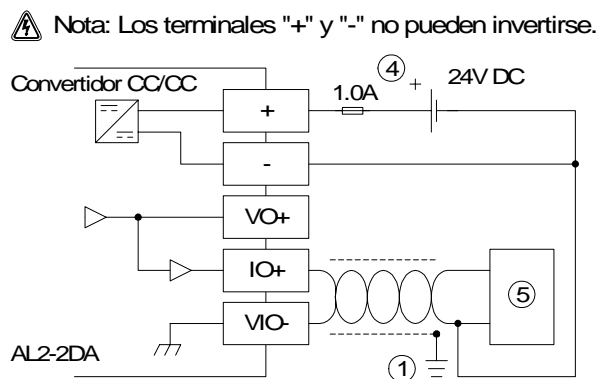 Nota: Los terminales "+" y "-" no pueden invertirse.
Convertidor CC/CC
1.0A
4
+
24V DC
+
-
VO+
IO+
VIO-
5
AL2-2DA
1